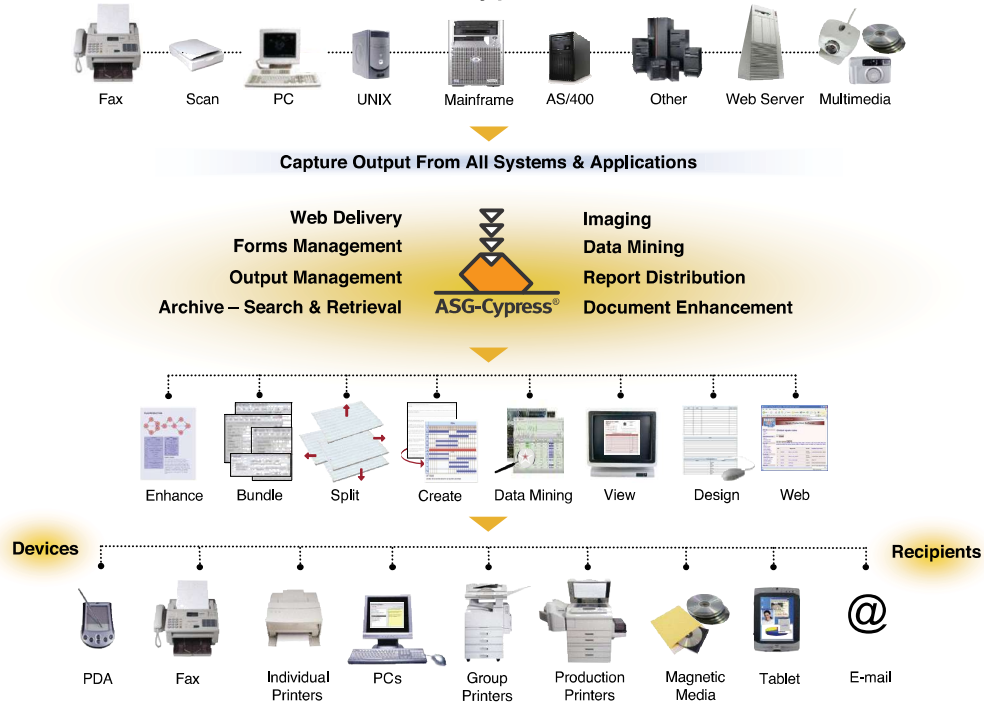 Fax
Scan
PC
UNIX
Mainframe
AS/400
Other
Web Server
Multimedia
Capture Output From All Systems & Applications
Web Delivery
Forms Management
Output Management
Archive – Search & Retrieval
ASG-Cypress®
Imaging
Data Mining
Report Distribution
Document Enhancement
Enhance
Bundle
Split
Create
Data Mining
View
Design
Web
Devices
Recipients
PDA
Fax
Individual
Printers
PCs
Group
Printers
Production
Printers
Magnetic
Media
Tablet
@
E-mail